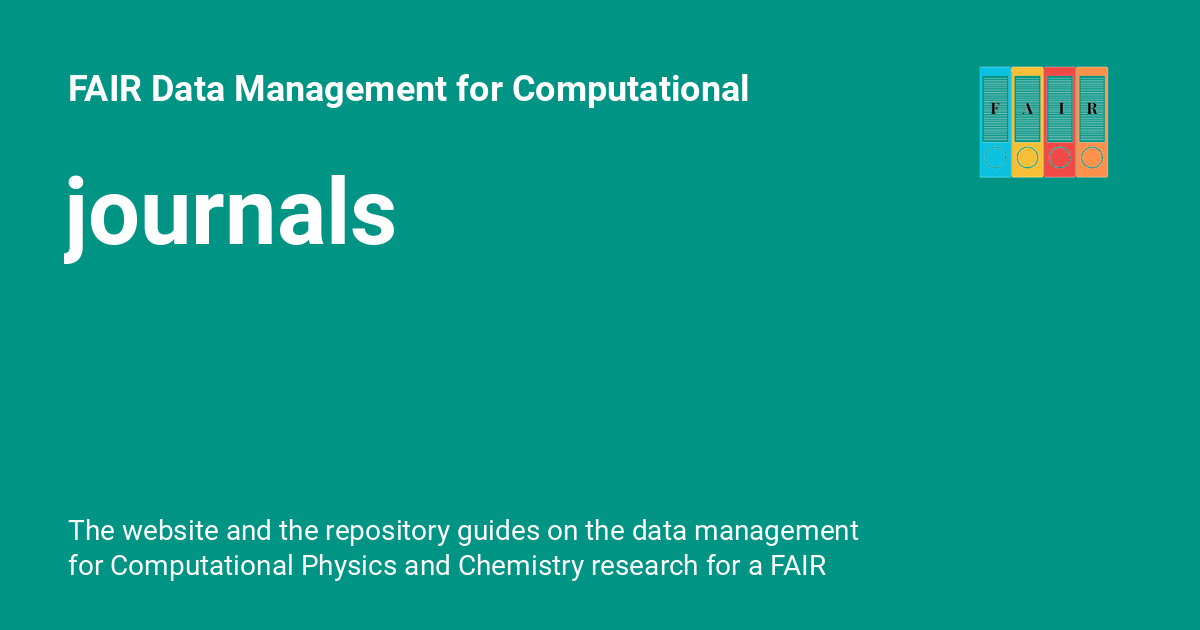 FAIR Data Management for Computational
F A I R
journals
The website and the repository guides on the data management
for Computational Physics and Chemistry research for a FAIR